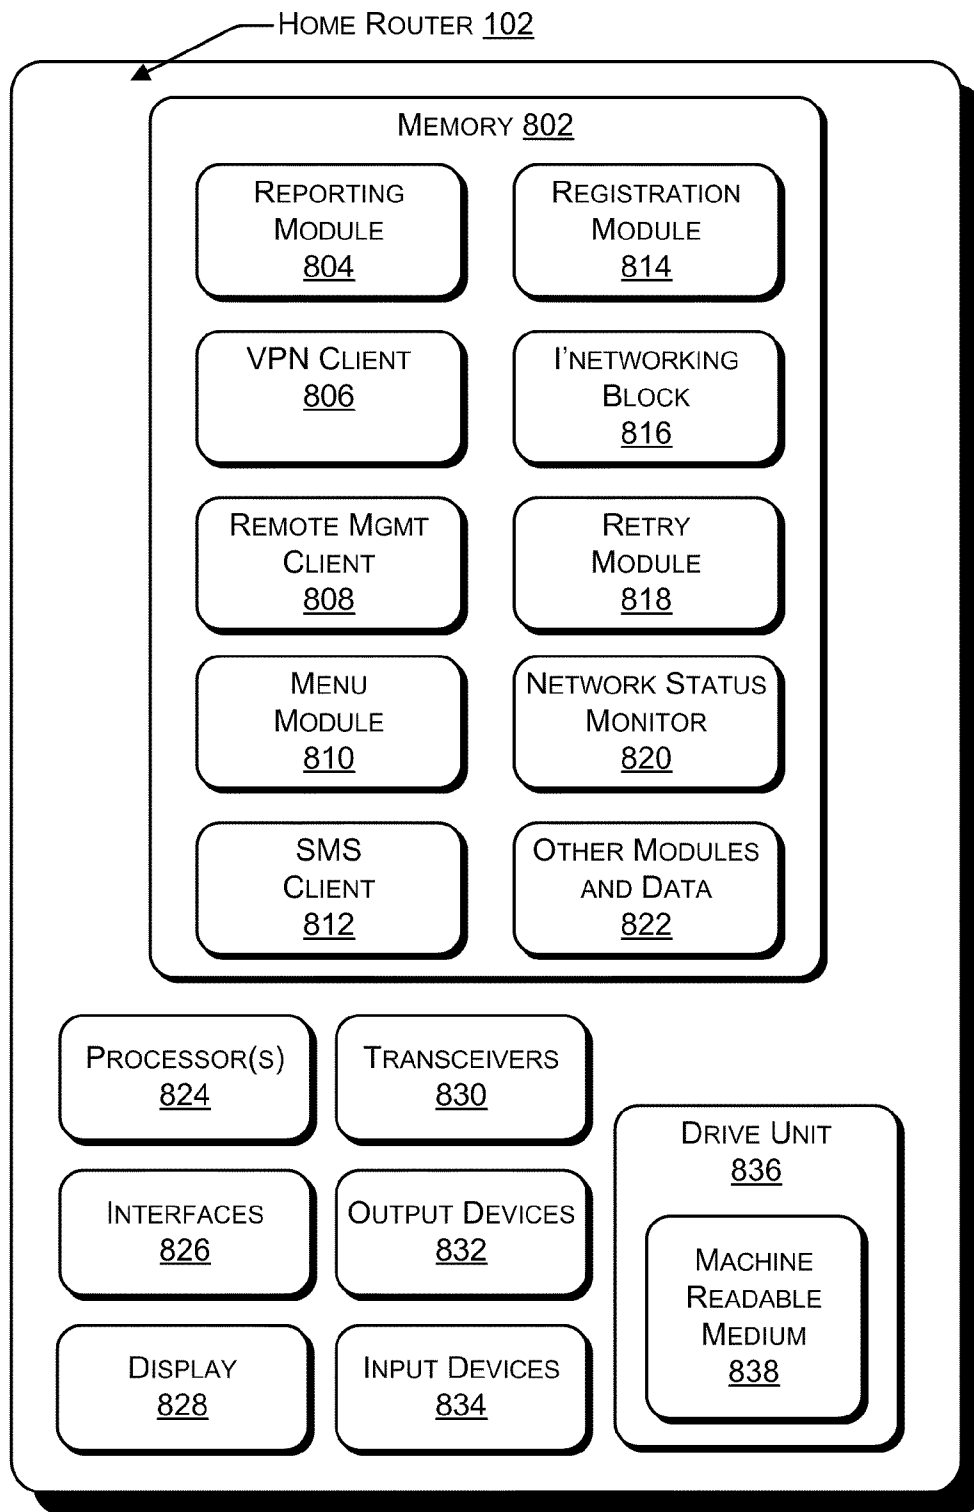 HOME ROUTER 102
MEMORY 802
REPORTING
MODULE
804
REGISTRATION
MODULE
814
VPN CLIENT
806
I'NETWORKING
BLOCK
816
REMOTE MGMT
CLIENT
808
RETRY
MODULE
818
MENU
MODULE
810
NETWORK STATUS
MONITOR
820
SMS
CLIENT
812
OTHER MODULES
AND DATA
822
PROCESSOR(S)
824
TRANSCEIVERS
830
INTERFACES
826
OUTPUT DEVICES
832
DISPLAY
828
INPUT DEVICES
834
DRIVE UNIT
836
MACHINE
READABLE
MEDIUM
838